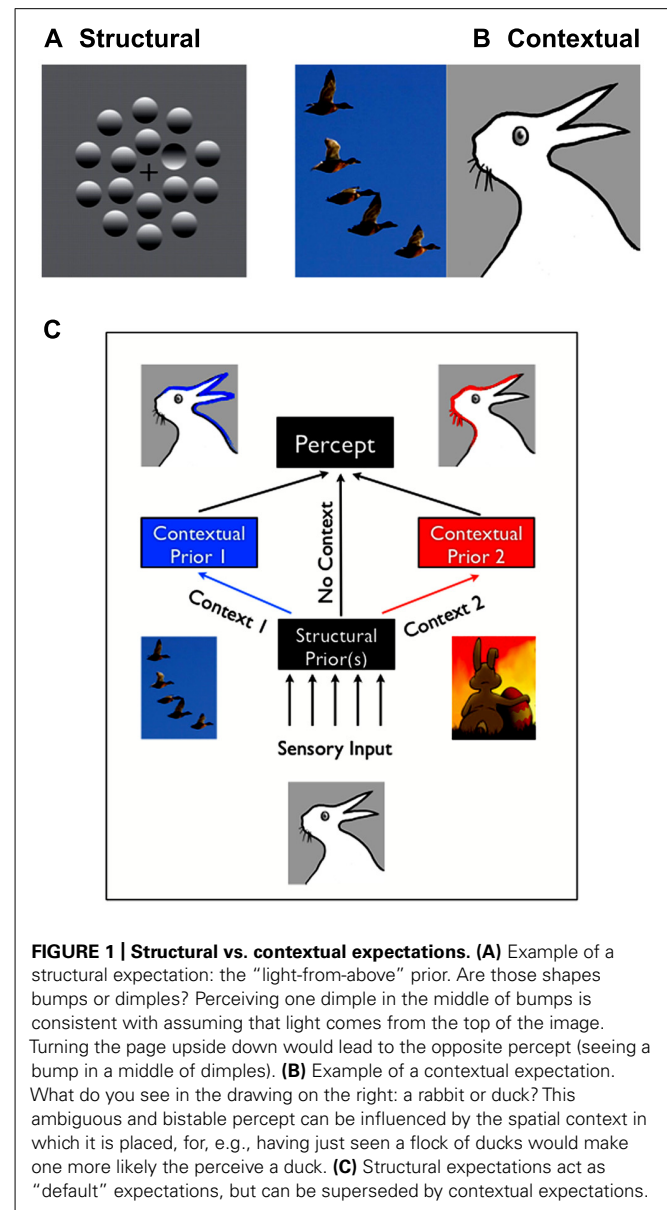 A Structural
B Contextual
C
Percept
Contextual
Prior 1
No Context
Contextual
Prior 2
Context 1
Context 2
Structural
Prior(s)
Sensory Input
FIGURE 1 | Structural vs. contextual expectations. (A) Example of a
structural expectation: the “light-from-above” prior. Are those shapes
bumps or dimples? Perceiving one dimple in the middle of bumps is
consistent with assuming that light comes from the top of the image.
Turning the page upside down would lead to the opposite percept (seeing a
bump in a middle of dimples). (B) Example of a contextual expectation.
What do you see in the drawing on the right: a rabbit or duck? This
ambiguous and bistable percept can be influenced by the spatial context in
which it is placed, for, e.g., having just seen a flock of ducks would make
one more likely the perceive a duck. (C) Structural expectations act as
“default” expectations, but can be superseded by contextual expectations.